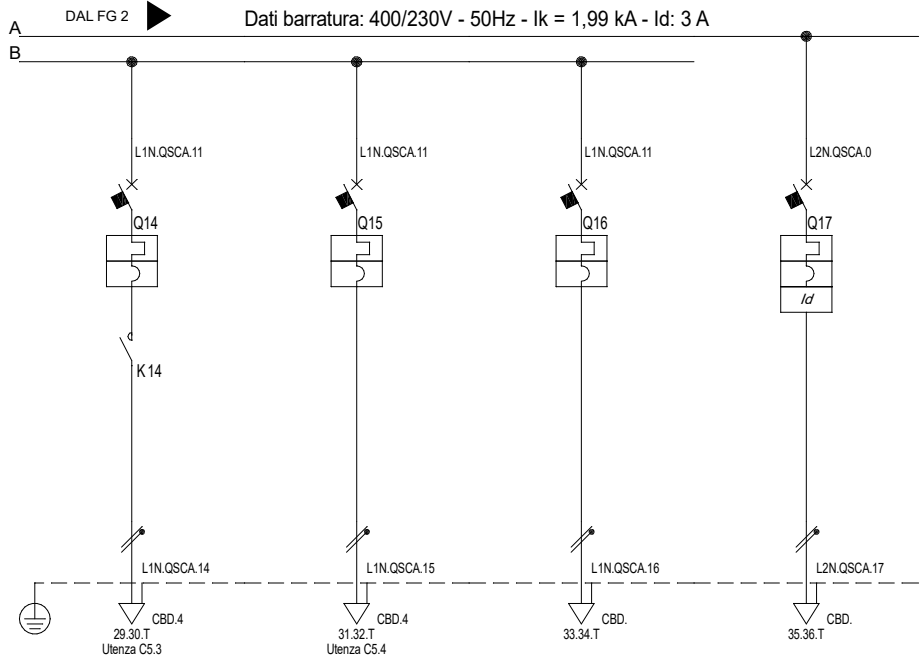 DAL FG 2
Dati barratura: 400/230V - 50Hz - Ik = 1,99 kA - Id: 3 A
A
B
L1N.QSCA.11
L1N.QSCA.11
L1N.QSCA.11
L2N.QSCA.0
Q14
Q15
Q16
Q17
Id
K14
L1N.QSCA.14
L1N.QSCA.15
L1N.QSCA.16
L2N.QSCA.17
CBD.4
CBD.4
CBD.
CBD.
29.30.T
31.32.T
33.34.T
35.36.T
Utenza C5.3
Utenza C5.4